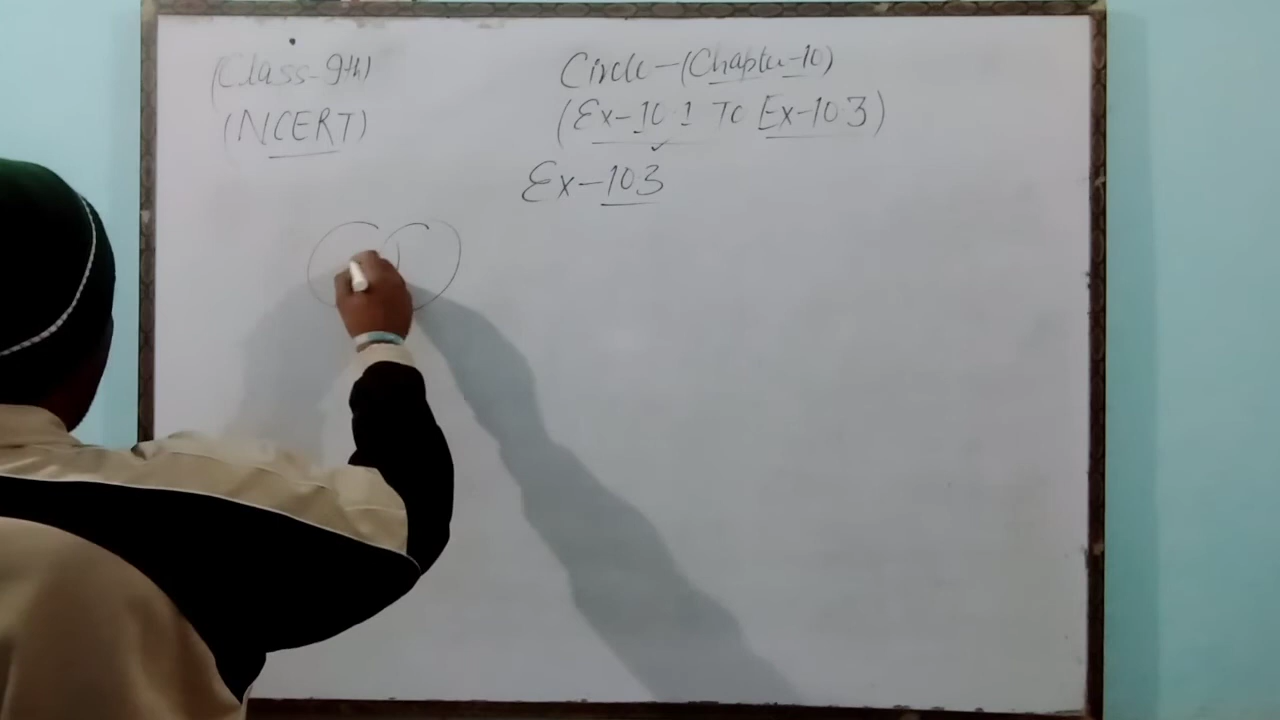 (Class-9th)
(NCERT)
Circle-(Chapter-10)
(Ex-10.1 To Ex-10.3)
Ex-10.3